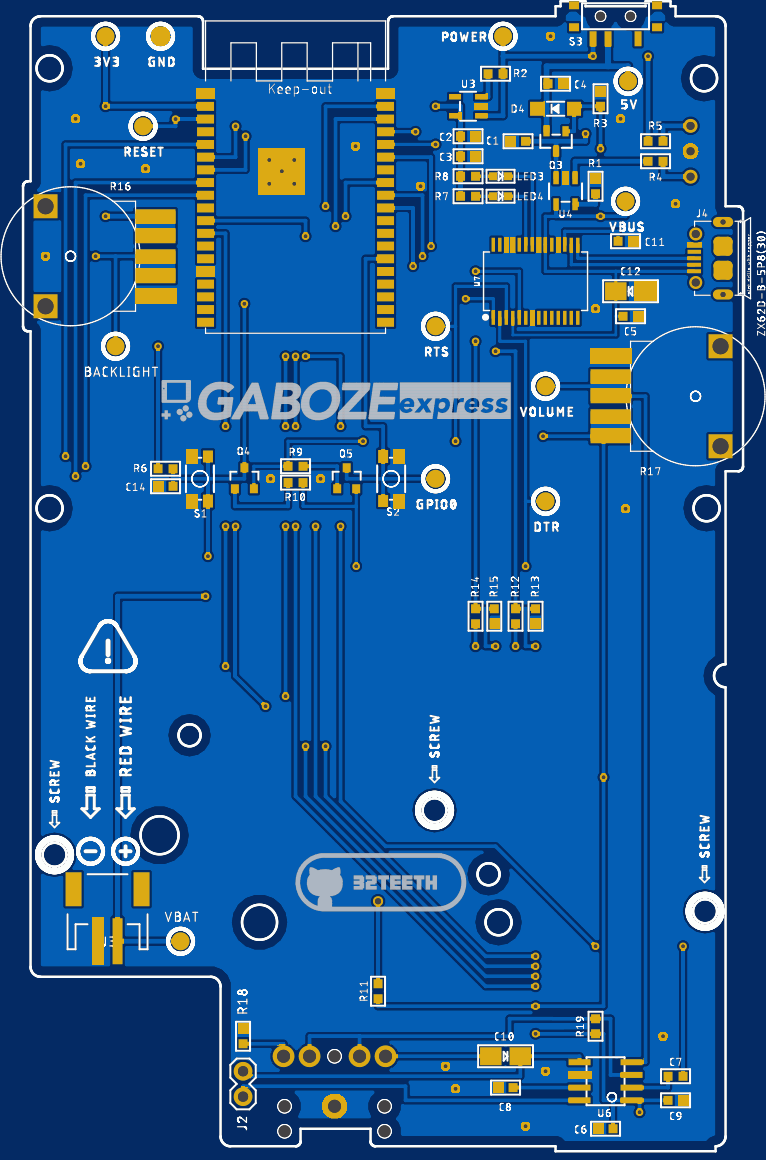 POWER
S3
3V3
GND
U3
R2
Keep-out
C4
5V
D4
R3
RESET
C2
C1
R5
C3
Q3
R1
R8
LED3
R4
R16
R7
LED4
U4
J4
VBUS
C11
ZX62D-B-5P8(30)
C12
U7
C5
RTS
BACKLIGHT
GABOZE express
VOLUME
Q4
R9
Q5
R6
R17
C14
R10
S1
S2
GPIO0
DTR
R14
R15
R12
R13
BLACK WIRE
RED WIRE
SCREW
SCREW
SCREW
32TEETH
VBAT
R11
R18
R19
C10
C7
C8
U6
C9
J2
C6